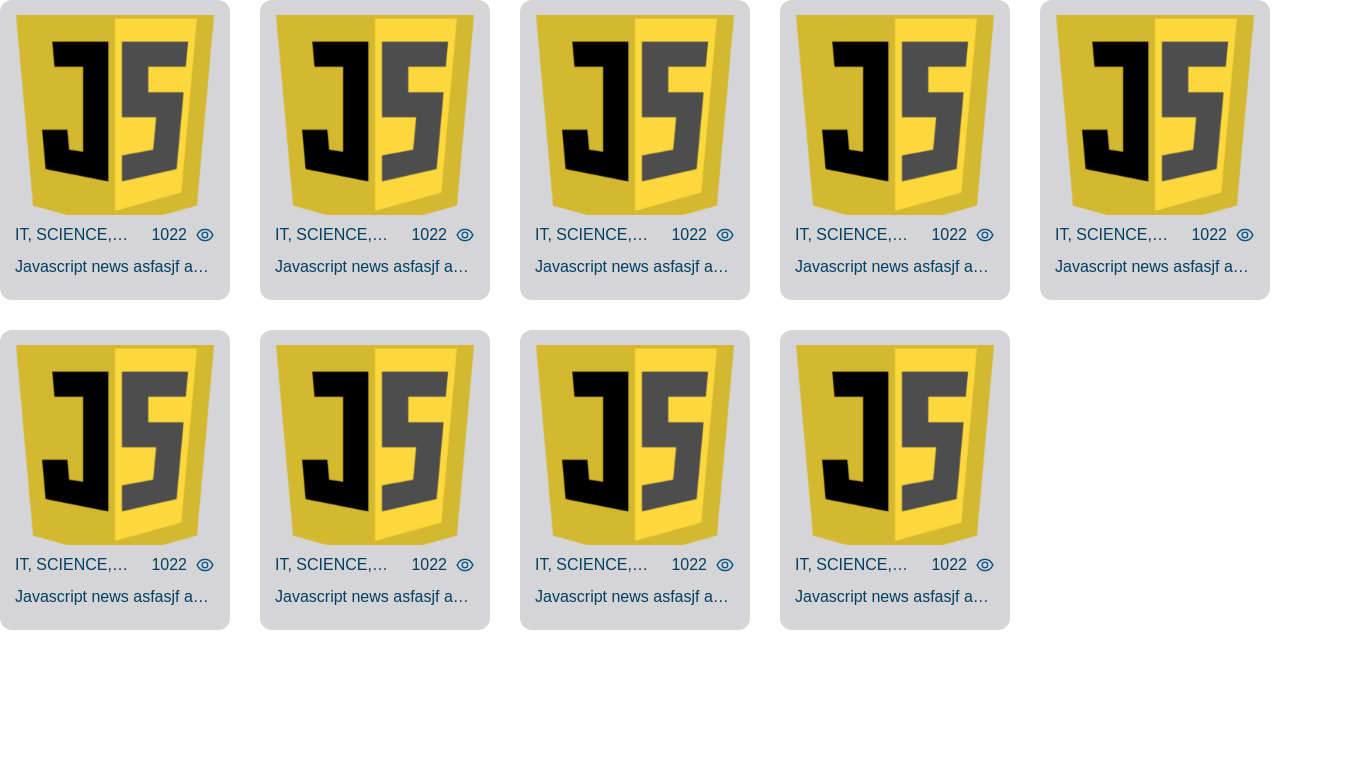 JS JS JS JS JS
IT, SCIENCE,… 1022 IT, SCIENCE,… 1022 IT, SCIENCE,… 1022 IT, SCIENCE,… 1022 IT, SCIENCE,… 1022
Javascript news asfasjf a… Javascript news asfasjf a… Javascript news asfasjf a… Javascript news asfasjf a… Javascript news asfasjf a…
JS JS JS JS
IT, SCIENCE,… 1022 IT, SCIENCE,… 1022 IT, SCIENCE,… 1022 IT, SCIENCE,… 1022
Javascript news asfasjf a… Javascript news asfasjf a… Javascript news asfasjf a… Javascript news asfasjf a…